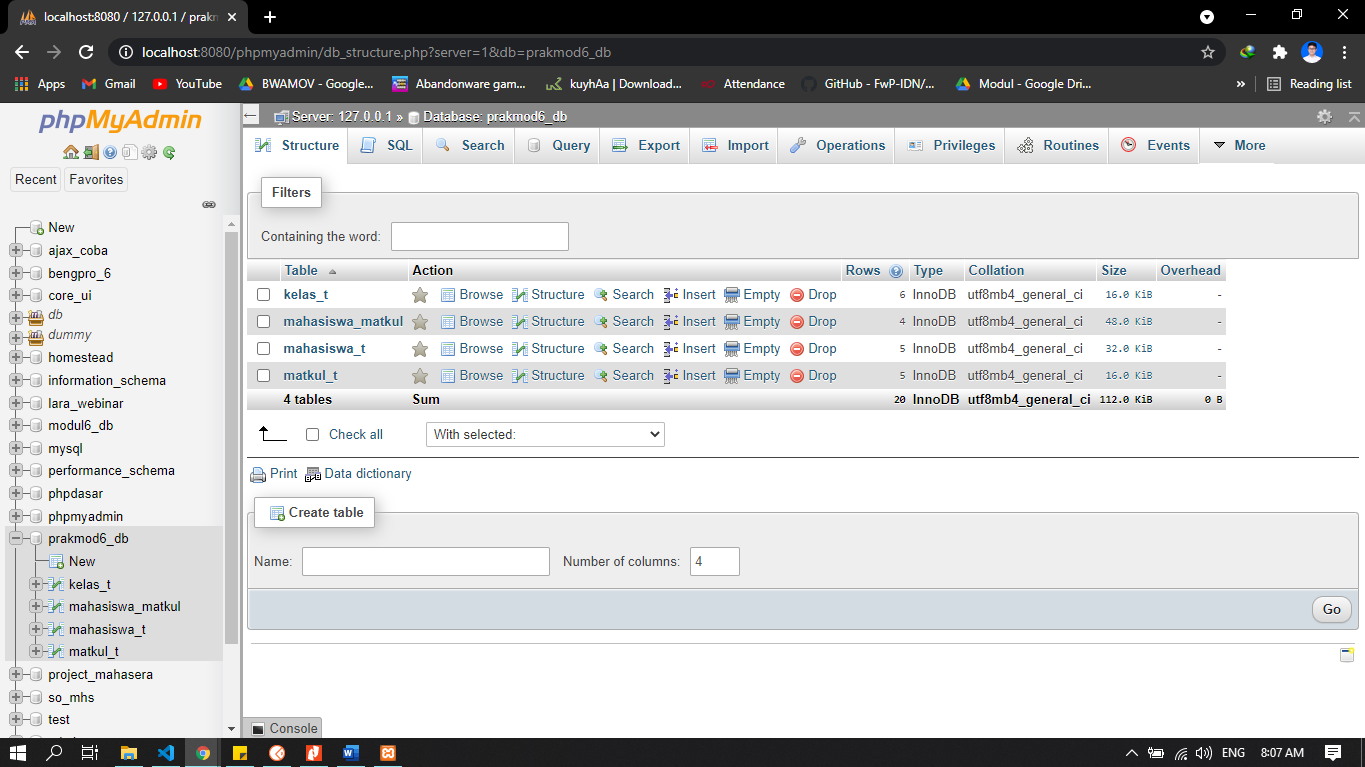 localhost:8080 / 127.0.0.1 / prakm
localhost:8080/phpmyadmin/db_structure.php?server=1&db=prakmod6_db
Apps Gmail YouTube BWAMOV - Google... Abandonware gam... kuyhAa | Download... Attendance GitHub - FwP-IDN/... Modul - Google Dri... » Reading list
phpMyAdmin
Recent Favorites
New
ajax_coba
bengpro_6
core_ui
db
dummy
homestead
information_schema
lara_webinar
modul6_db
mysql
performance_schema
phpdasar
phpmyadmin
prakmod6_db
New
kelas_t
mahasiswa_matkul
mahasiswa_t
matkul_t
project_mahasera
so_mhs
test
Server: 127.0.0.1 » Database: prakmod6_db
Structure SQL Search Query Export Import Operations Privileges Routines Events More
Filters
Containing the word:
Table Action Rows Type Collation Size Overhead
kelas_t Browse Structure Search Insert Empty Drop 6 InnoDB utf8mb4_general_ci 16.0 KiB -
mahasiswa_matkul Browse Structure Search Insert Empty Drop 4 InnoDB utf8mb4_general_ci 48.0 KiB -
mahasiswa_t Browse Structure Search Insert Empty Drop 5 InnoDB utf8mb4_general_ci 32.0 KiB -
matkul_t Browse Structure Search Insert Empty Drop 5 InnoDB utf8mb4_general_ci 16.0 KiB -
4 tables Sum 20 InnoDB utf8mb4_general_ci 112.0 KiB 0 B
Check all With selected:
Print Data dictionary
Create table
Name: Number of columns: 4
Go
Console
ENG 8:07 AM